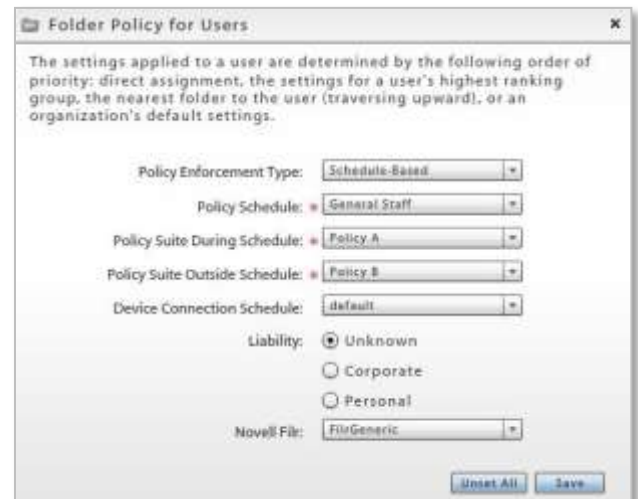 Folder Policy for Users
The settings applied to a user are determined by the following order of
priority: direct assignment, the settings for a user's highest ranking
group, the nearest folder to the user (traversing upward), or an
organization's default settings.
Policy Enforcement Type: Schedule-Based
Policy Schedule: * General Staff
Policy Suite During Schedule: * Policy A
Policy Suite Outside Schedule: * Policy B
Device Connection Schedule: default
Liability: Unknown
Corporate
Personal
Novell Filr: FilrGeneric
Unset All Save